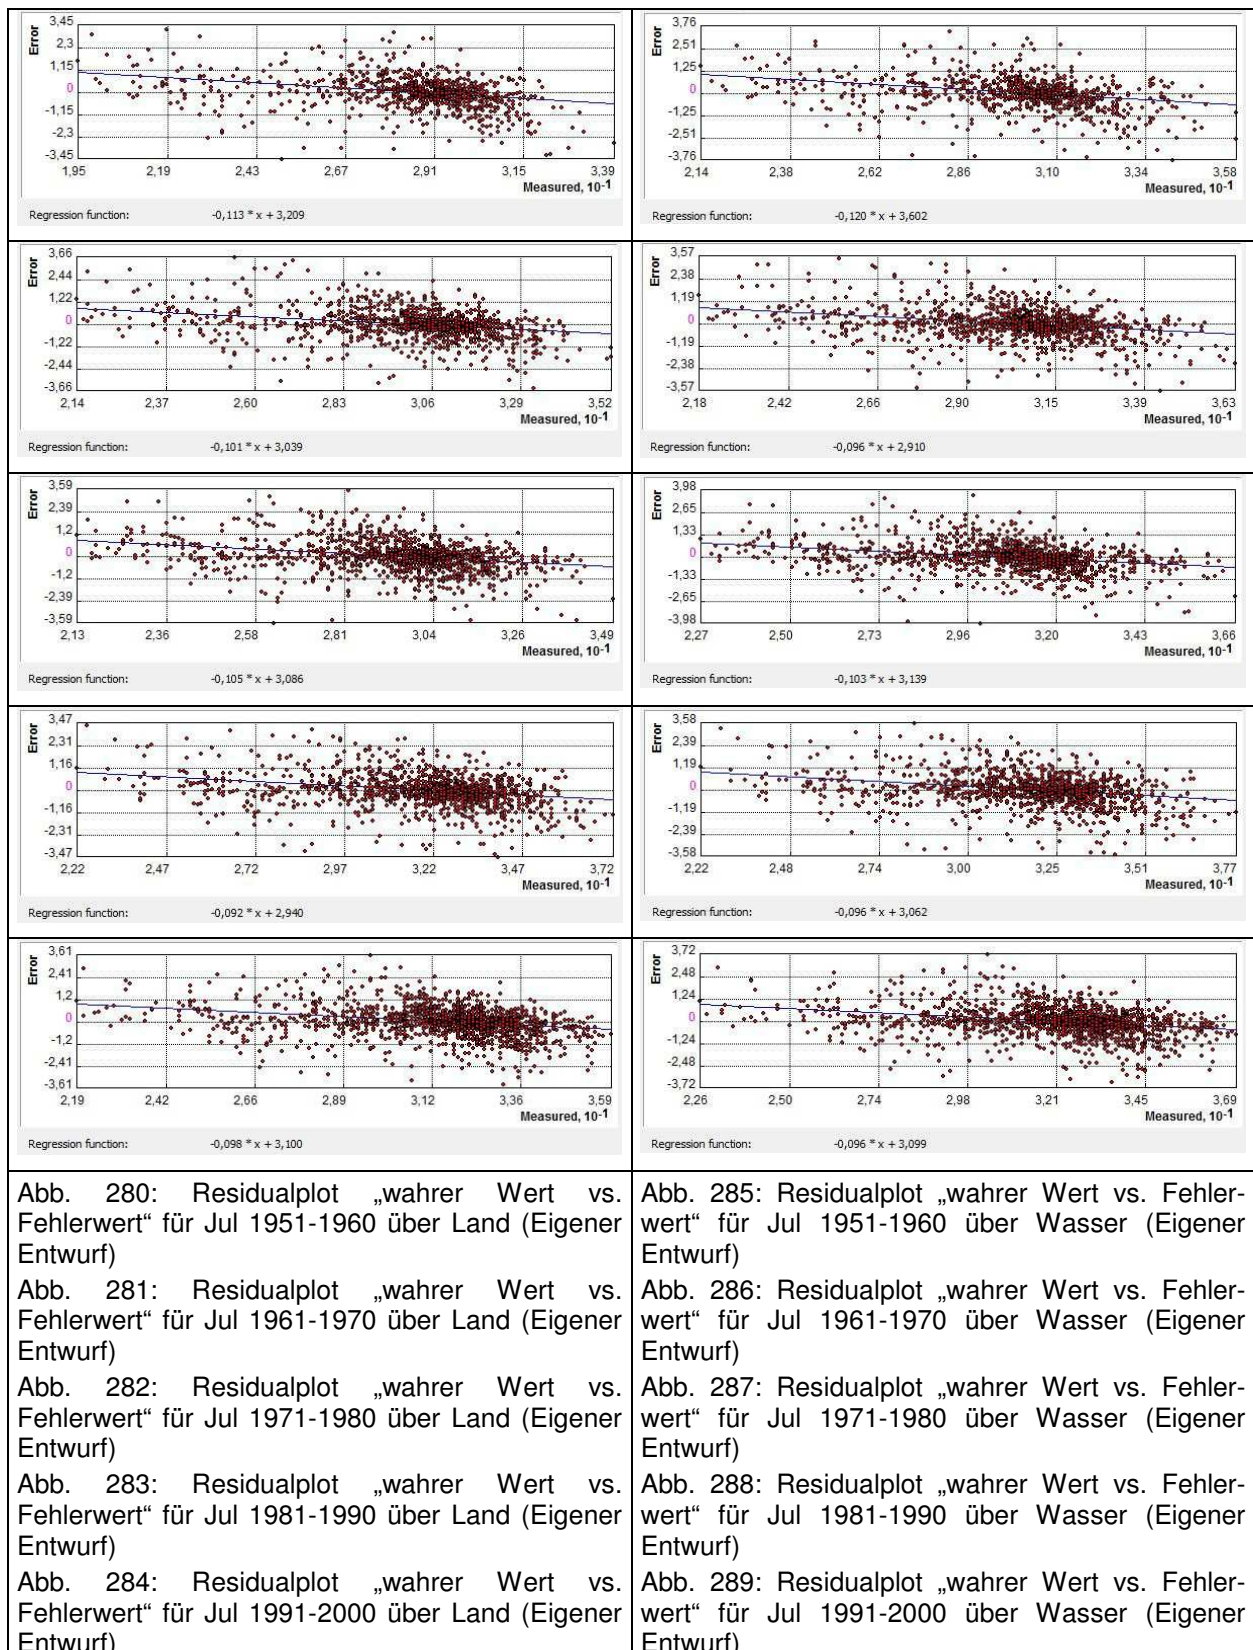 3,45
2,3
1,15
0
-1,15
-2,3
-3,45
Error
1,95 2,19 2,43 2,67 2,91 3,15 3,39
Measured, 10-1
Regression function: -0,113 * x + 3,209
3,76
2,51
1,25
0
-1,25
-2,51
-3,76
Error
2,14 2,38 2,62 2,86 3,10 3,34 3,58
Measured, 10-1
Regression function: -0,120 * x + 3,602
3,66
2,44
1,22
0
-1,22
-2,44
-3,66
Error
2,14 2,37 2,60 2,83 3,06 3,29 3,52
Measured, 10-1
Regression function: -0,101 * x + 3,039
3,57
2,38
1,19
0
-1,19
-2,38
-3,57
Error
2,18 2,42 2,66 2,90 3,15 3,39 3,63
Measured, 10-1
Regression function: -0,096 * x + 2,910
3,59
2,39
1,2
0
-1,2
-2,39
-3,59
Error
2,13 2,36 2,58 2,81 3,04 3,26 3,49
Measured, 10-1
Regression function: -0,105 * x + 3,086
3,98
2,65
1,33
0
-1,33
-2,65
-3,98
Error
2,27 2,50 2,73 2,96 3,20 3,43 3,66
Measured, 10-1
Regression function: -0,103 * x + 3,139
3,47
2,31
1,16
0
-1,16
-2,31
-3,47
Error
2,22 2,47 2,72 2,97 3,22 3,47 3,72
Measured, 10-1
Regression function: -0,092 * x + 2,940
3,58
2,39
1,19
0
-1,19
-2,39
-3,58
Error
2,22 2,48 2,74 3,00 3,25 3,51 3,77
Measured, 10-1
Regression function: -0,096 * x + 3,062
3,61
2,41
1,2
0
-1,2
-2,41
-3,61
Error
2,19 2,42 2,66 2,89 3,12 3,36 3,59
Measured, 10-1
Regression function: -0,098 * x + 3,100
3,72
2,48
1,24
0
-1,24
-2,48
-3,72
Error
2,26 2,50 2,74 2,98 3,21 3,45 3,69
Measured, 10-1
Regression function: -0,096 * x + 3,099
Abb. 280: Residualplot „wahrer Wert vs.
Fehlerwert“ für Jul 1951-1960 über Land (Eigener
Entwurf)
Abb. 281: Residualplot „wahrer Wert vs.
Fehlerwert“ für Jul 1961-1970 über Land (Eigener
Entwurf)
Abb. 282: Residualplot „wahrer Wert vs.
Fehlerwert“ für Jul 1971-1980 über Land (Eigener
Entwurf)
Abb. 283: Residualplot „wahrer Wert vs.
Fehlerwert“ für Jul 1981-1990 über Land (Eigener
Entwurf)
Abb. 284: Residualplot „wahrer Wert vs.
Fehlerwert“ für Jul 1991-2000 über Land (Eigener
Entwurf)
Abb. 285: Residualplot „wahrer Wert vs. Fehler-
wert“ für Jul 1951-1960 über Wasser (Eigener
Entwurf)
Abb. 286: Residualplot „wahrer Wert vs. Fehler-
wert“ für Jul 1961-1970 über Wasser (Eigener
Entwurf)
Abb. 287: Residualplot „wahrer Wert vs. Fehler-
wert“ für Jul 1971-1980 über Wasser (Eigener
Entwurf)
Abb. 288: Residualplot „wahrer Wert vs. Fehler-
wert“ für Jul 1981-1990 über Wasser (Eigener
Entwurf)
Abb. 289: Residualplot „wahrer Wert vs. Fehler-
wert“ für Jul 1991-2000 über Wasser (Eigener
Entwurf)